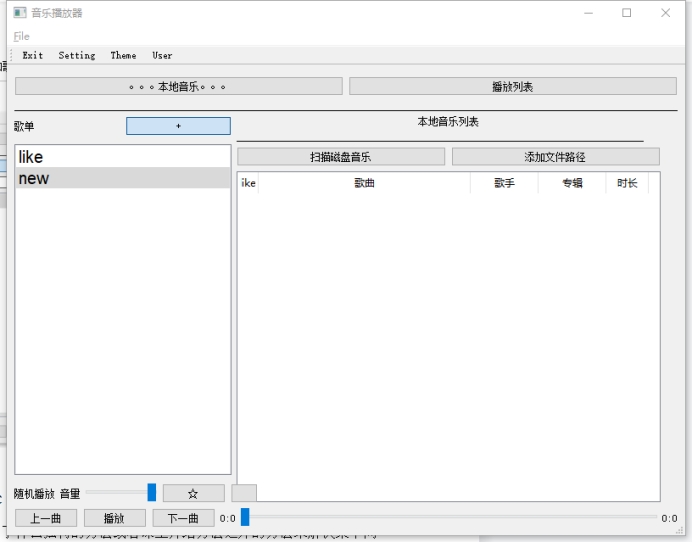 音乐播放器
File
Exit Setting Theme User
。。。本地音乐。。。 播放列表
歌单 + 本地音乐列表
扫描磁盘音乐 添加文件路径
like
new
ike 歌曲 歌手 专辑 时长
随机播放 音量 ☆
上一曲 播放 下一曲 0:0 0:0